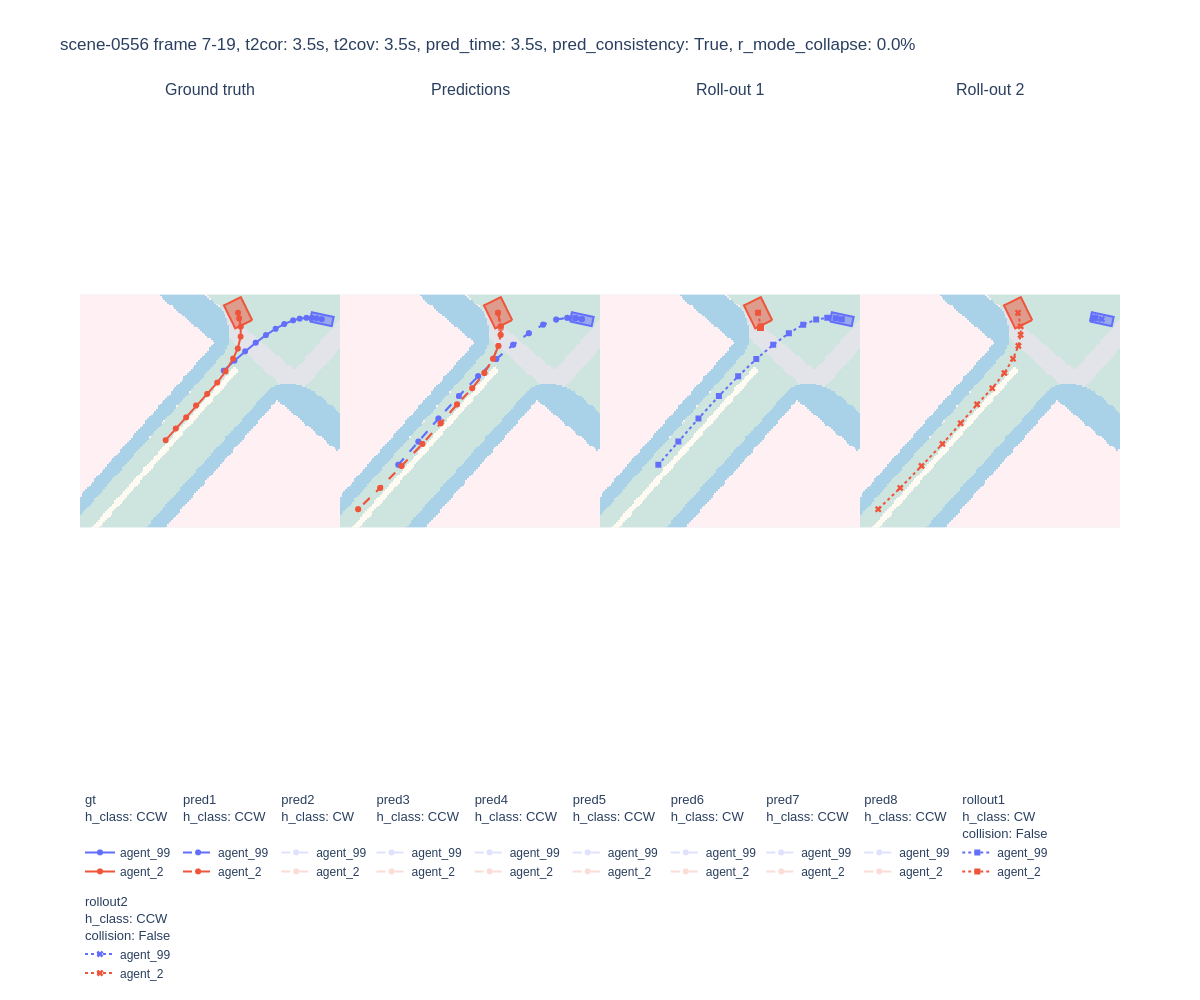 scene-0556 frame 7-19, t2cor: 3.5s, t2cov: 3.5s, pred_time: 3.5s, pred_consistency: True, r_mode_collapse: 0.0%
Ground truth
Predictions
Roll-out 1
Roll-out 2
gt
h_class: CCW
agent_99
agent_2
pred1
h_class: CCW
agent_99
agent_2
pred2
h_class: CW
agent_99
agent_2
pred3
h_class: CCW
agent_99
agent_2
pred4
h_class: CCW
agent_99
agent_2
pred5
h_class: CCW
agent_99
agent_2
pred6
h_class: CW
agent_99
agent_2
pred7
h_class: CCW
agent_99
agent_2
pred8
h_class: CCW
agent_99
agent_2
rollout1
h_class: CW
collision: False
agent_99
agent_2
rollout2
h_class: CCW
collision: False
agent_99
agent_2